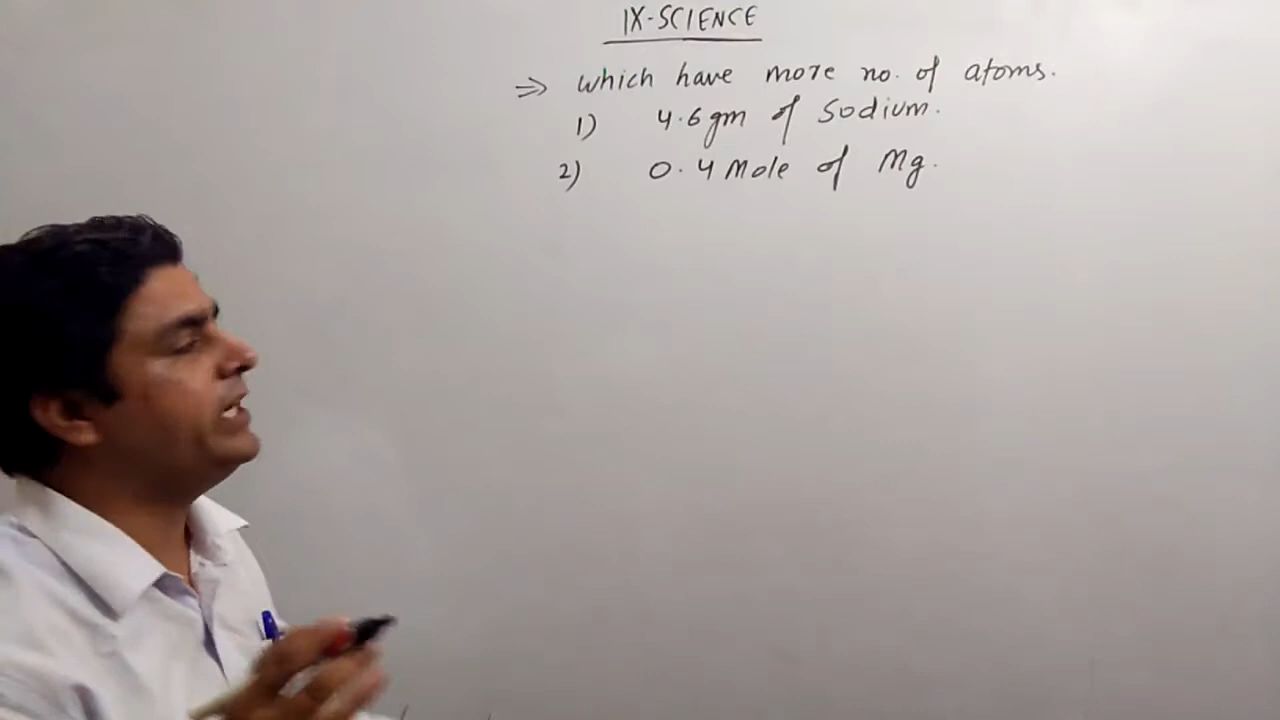 IX-SCIENCE
⇒ which have more no. of atoms.
1) 4.6 gm of Sodium.
2) 0.4 Mole of Mg.